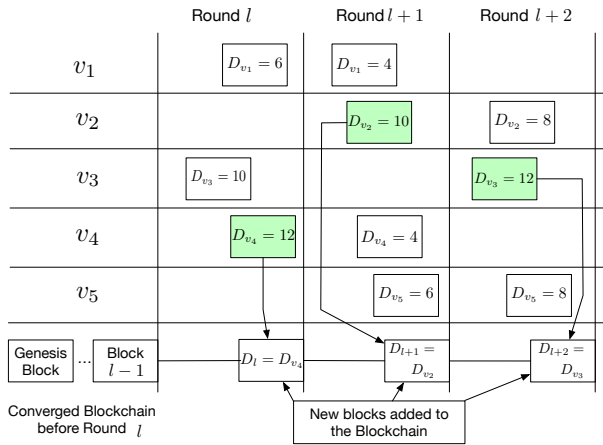 Round l Round l + 1 Round l + 2
v₁ D_{v₁} = 6 D_{v₁} = 4
v₂ D_{v₂} = 10 D_{v₂} = 8
v₃ D_{v₃} = 10 D_{v₃} = 12
v₄ D_{v₄} = 12 D_{v₄} = 4
v₅ D_{v₅} = 6 D_{v₅} = 8
Genesis
Block
...
Block
l − 1
D_l = D_{v₄}
D_{l+1} =
D_{v₂}
D_{l+2} =
D_{v₃}
Converged Blockchain
before Round l
New blocks added to
the Blockchain